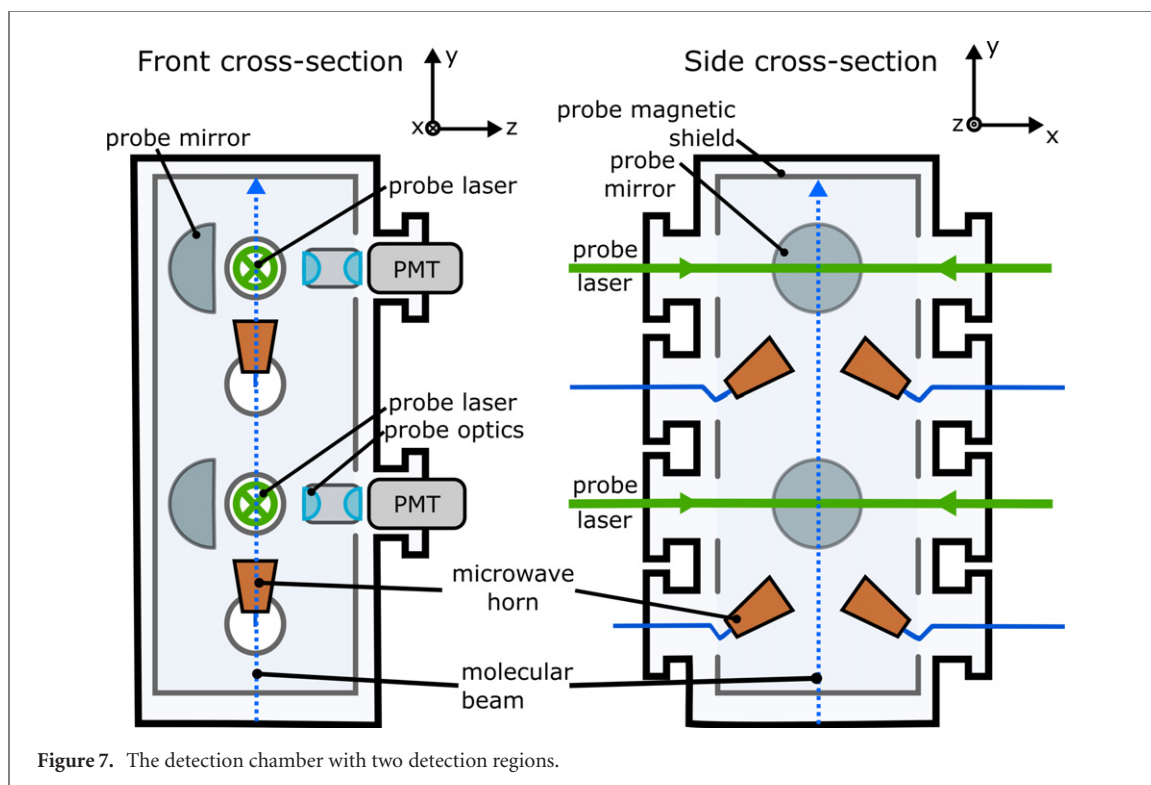 Front cross-section
y
x
z
probe mirror
probe laser
PMT
probe laser
probe optics
PMT
microwave
horn
molecular
beam
Side cross-section
y
z
x
probe magnetic
shield
probe
mirror
probe
laser
probe
laser
Figure 7. The detection chamber with two detection regions.